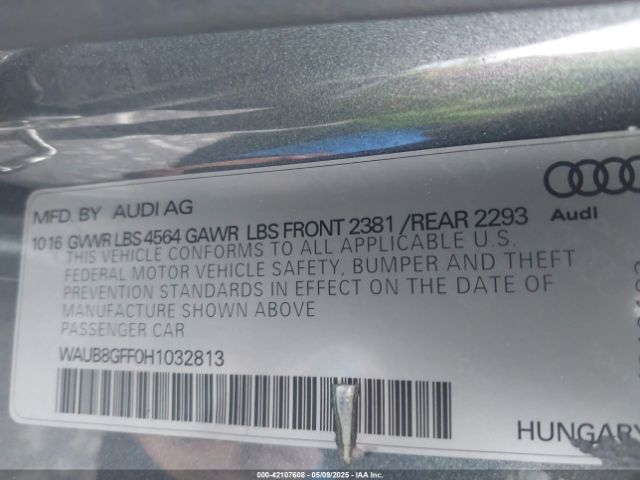 MFD. BY AUDI AG
10 16 GVWR LBS 4564 GAWR LBS FRONT 2381 /REAR 2293
Audi
THIS VEHICLE CONFORMS TO ALL APPLICABLE U.S.
FEDERAL MOTOR VEHICLE SAFETY, BUMPER AND THEFT
PREVENTION STANDARDS IN EFFECT ON THE DATE OF
MANUFACTURE SHOWN ABOVE
PASSENGER CAR
WAUB8GFF0H1032813
HUNGARY
000-42107608 - 05/09/2025 - IAAI, Inc.